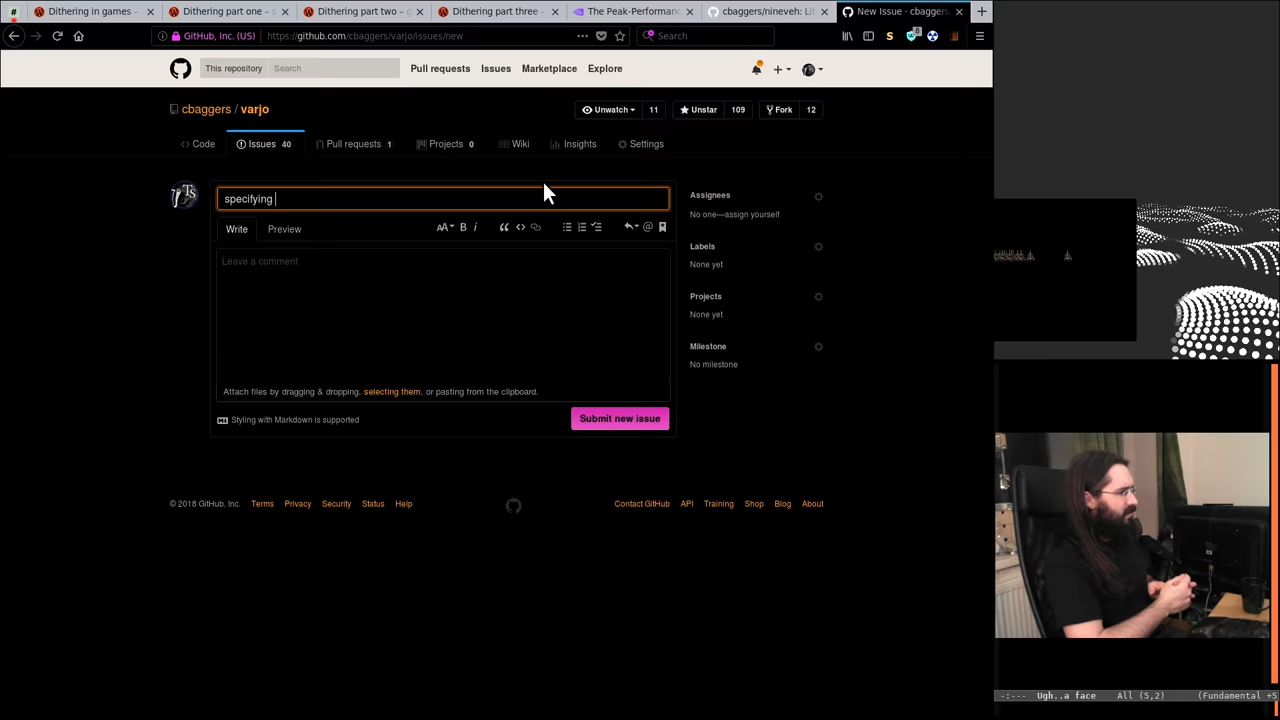 Dithering in games –
Dithering part one – s
Dithering part two – g
Dithering part three –
The Peak-Performanc
cbaggers/nineveh: Li
New Issue · cbaggers
GitHub, Inc. (US)
https://github.com/cbaggers/varjo/issues/new
Search
8
This repository
Search
Pull requests
Issues
Marketplace
Explore
cbaggers / varjo
Unwatch
11
Unstar
109
Fork
12
Code
Issues 40
Pull requests 1
Projects 0
Wiki
Insights
Settings
TS
specifying
Write
Preview
AA
B
i
Leave a comment
Attach files by dragging & dropping, selecting them, or pasting from the clipboard.
Styling with Markdown is supported
Submit new issue
Assignees
No one—assign yourself
Labels
None yet
Projects
None yet
Milestone
No milestone
© 2018 GitHub, Inc.
Terms
Privacy
Security
Status
Help
Contact GitHub
API
Training
Shop
Blog
About
-:--- Ugh..a face All (5,2) (Fundamental +5